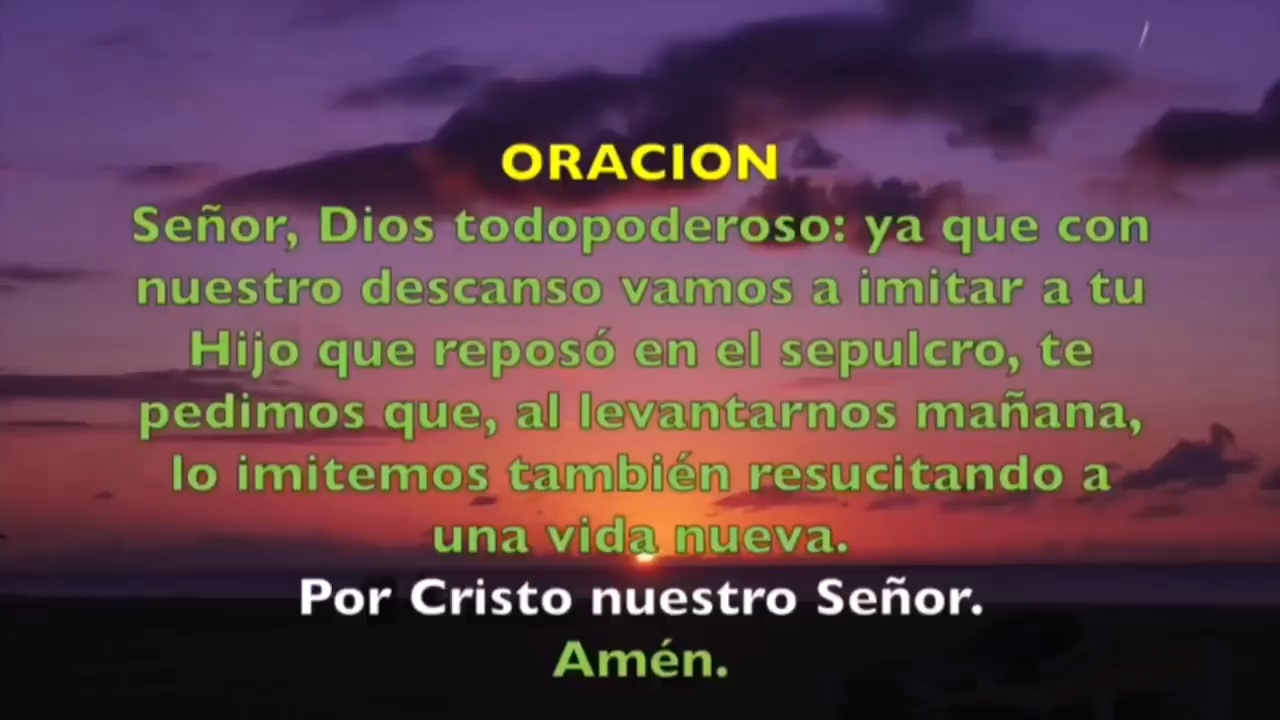 ORACION
Señor, Dios todopoderoso: ya que con
nuestro descanso vamos a imitar a tu
Hijo que reposó en el sepulcro, te
pedimos que, al levantarnos mañana,
lo imitemos también resucitando a
una vida nueva.
Por Cristo nuestro Señor.
Amén.